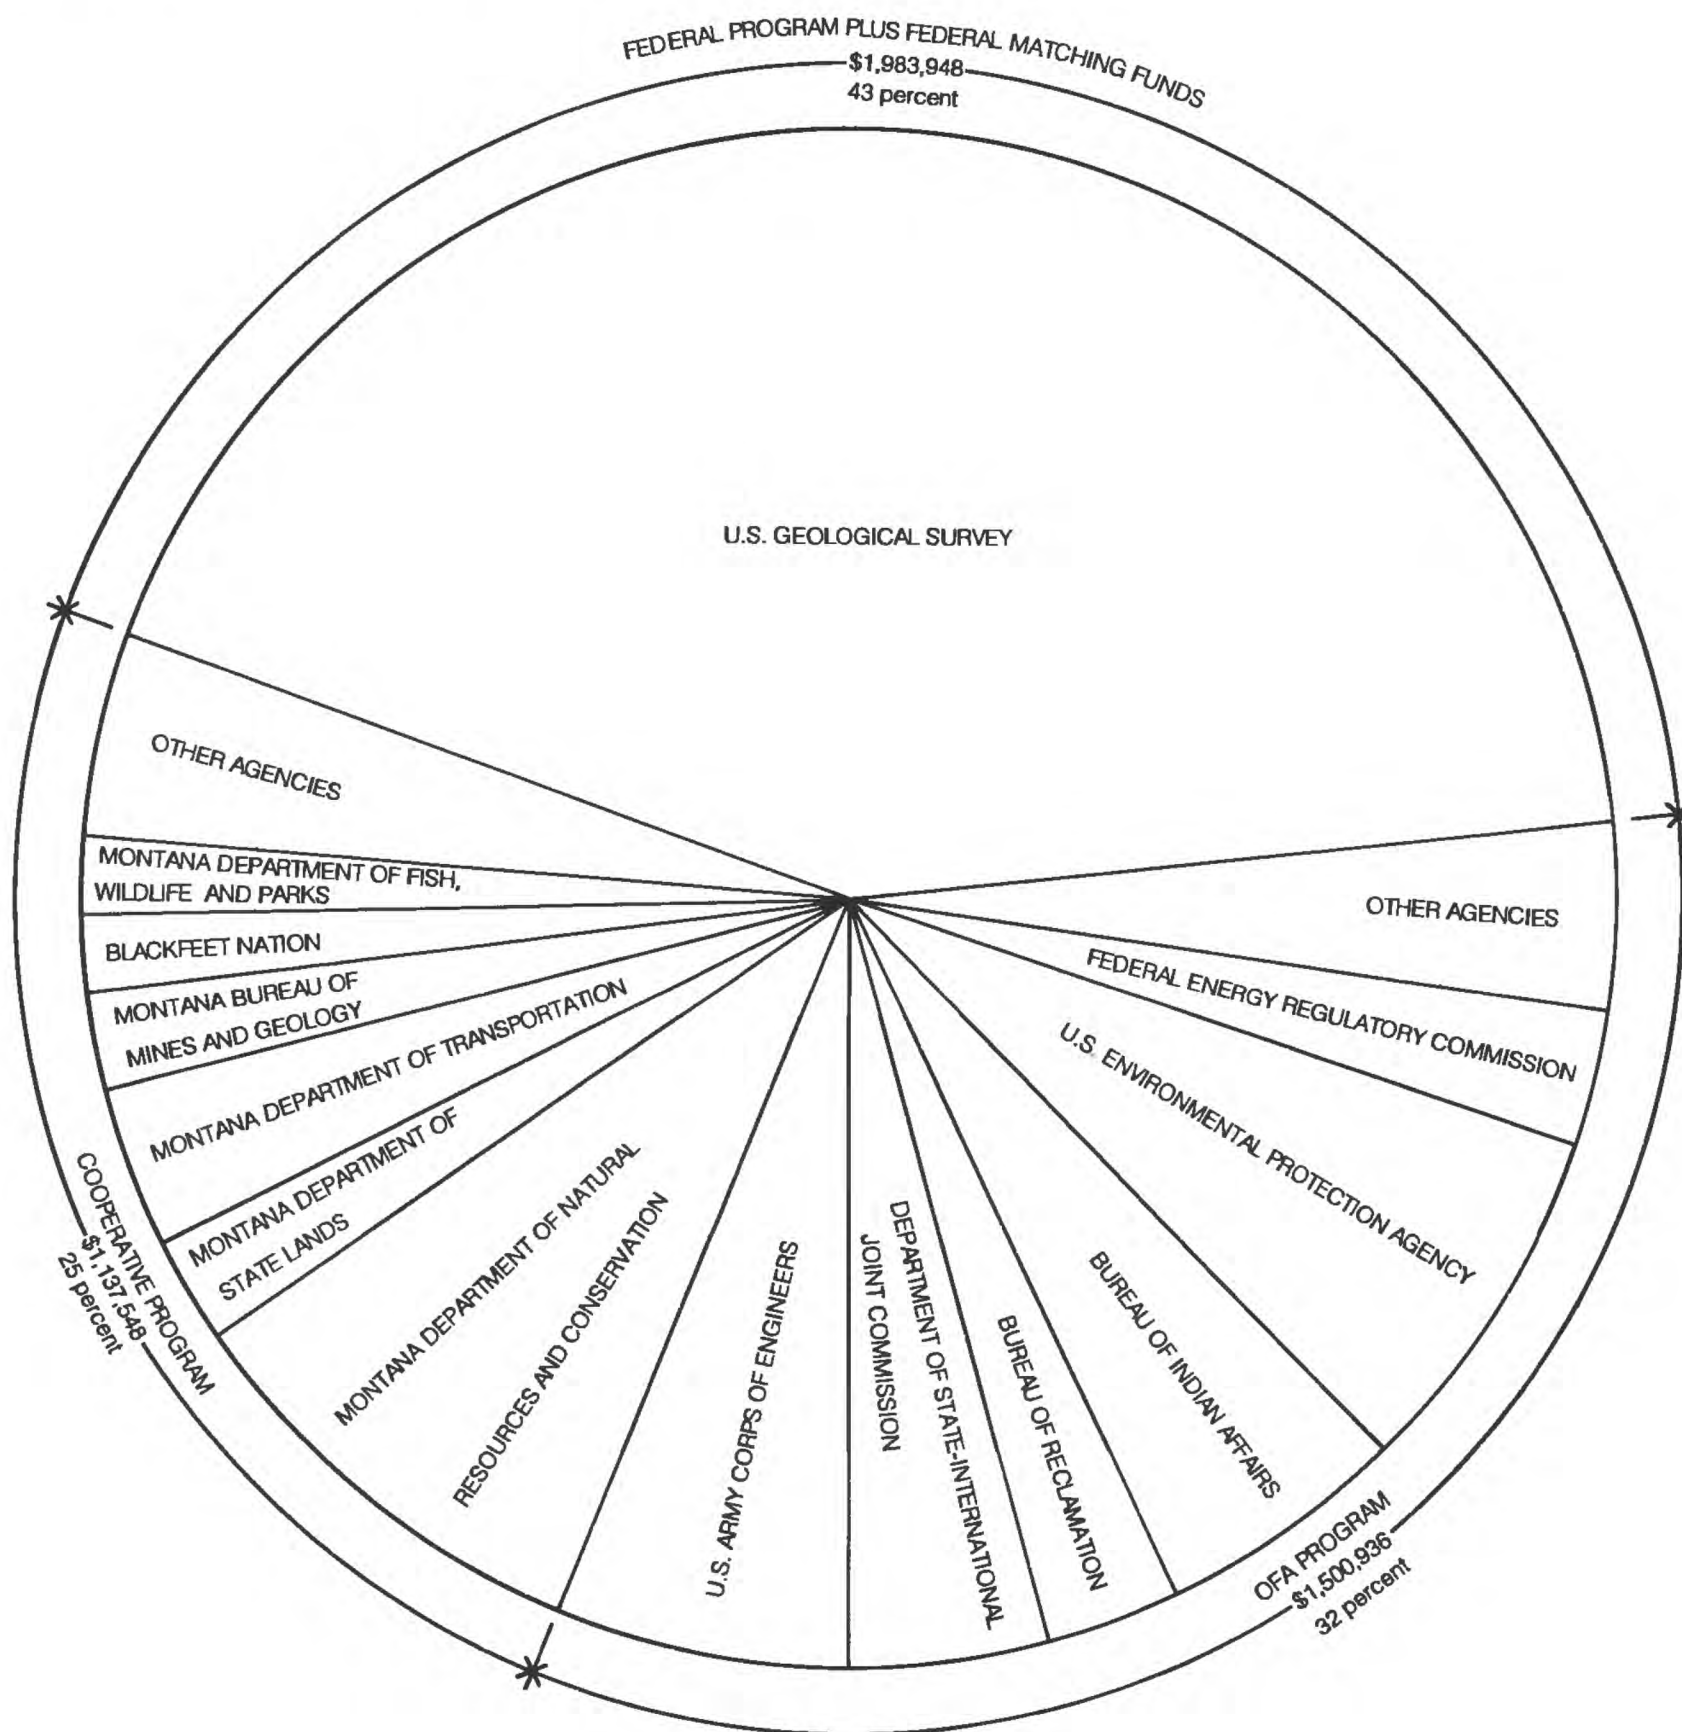 FEDERAL PROGRAM PLUS FEDERAL MATCHING FUNDS
$1,983,948
43 percent
U.S. GEOLOGICAL SURVEY
OTHER AGENCIES
MONTANA DEPARTMENT OF FISH,
WILDLIFE AND PARKS
BLACKFEET NATION
MONTANA BUREAU OF
MINES AND GEOLOGY
MONTANA DEPARTMENT OF TRANSPORTATION
MONTANA DEPARTMENT OF
STATE LANDS
MONTANA DEPARTMENT OF NATURAL
RESOURCES AND CONSERVATION
COOPERATIVE PROGRAM
$1,137,548
25 percent
U.S. ARMY CORPS OF ENGINEERS
DEPARTMENT OF STATE-INTERNATIONAL
JOINT COMMISSION
BUREAU OF RECLAMATION
BUREAU OF INDIAN AFFAIRS
U.S. ENVIRONMENTAL PROTECTION AGENCY
FEDERAL ENERGY REGULATORY COMMISSION
OTHER AGENCIES
OFA PROGRAM
$1,500,936
32 percent